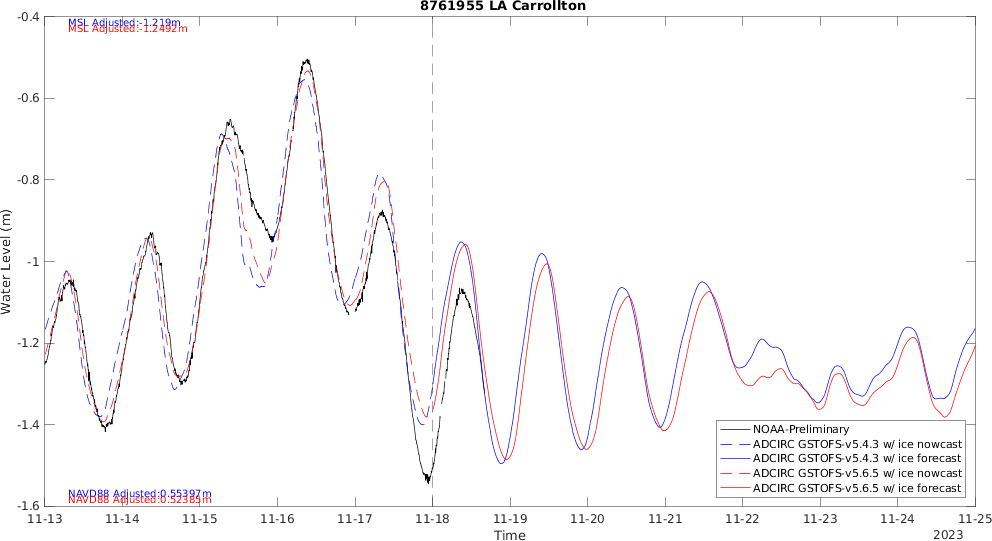 8761955 LA Carrollton
MSL Adjusted:-1.219m
MSL Adjusted:-1.2492m
-0.4
-0.6
-0.8
-1
-1.2
-1.4
-1.6
Water Level (m)
NOAA-Preliminary
ADCIRC GSTOFS-v5.4.3 w/ ice nowcast
ADCIRC GSTOFS-v5.4.3 w/ ice forecast
ADCIRC GSTOFS-v5.6.5 w/ ice nowcast
ADCIRC GSTOFS-v5.6.5 w/ ice forecast
NAVD88 Adjusted:0.55397m
NAVD88 Adjusted:0.52385m
11-13 11-14 11-15 11-16 11-17 11-18 11-19 11-20 11-21 11-22 11-23 11-24 11-25
Time
2023